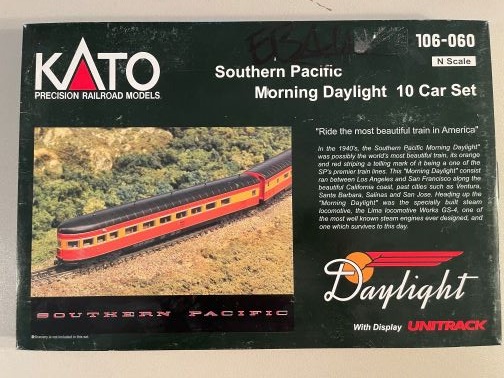 KATO
PRECISION RAILROAD MODELS
106-060
N Scale
Southern Pacific
Morning Daylight 10 Car Set
"Ride the most beautiful train in America"
In the 1940's, the Southern Pacific Morning Daylight"
was possibly the world's most beautiful train, its orange
and red striping a telling mark of it being a one of the
SP's premier train lines. This "Morning Daylight" consist
ran between Los Angeles and San Francisco along the
beautiful California coast, past cities such as Ventura,
Santa Barbara, Salinas and San Jose. Heading up the
"Morning Daylight" was the specially built steam
locomotive, the Lima locomotive Works GS-4, one of
the most well known steam engines ever designed, and
one which survives to this day.
Daylight
With Display UNITRACK
SOUTHERN PACIFIC
is not included in this set.